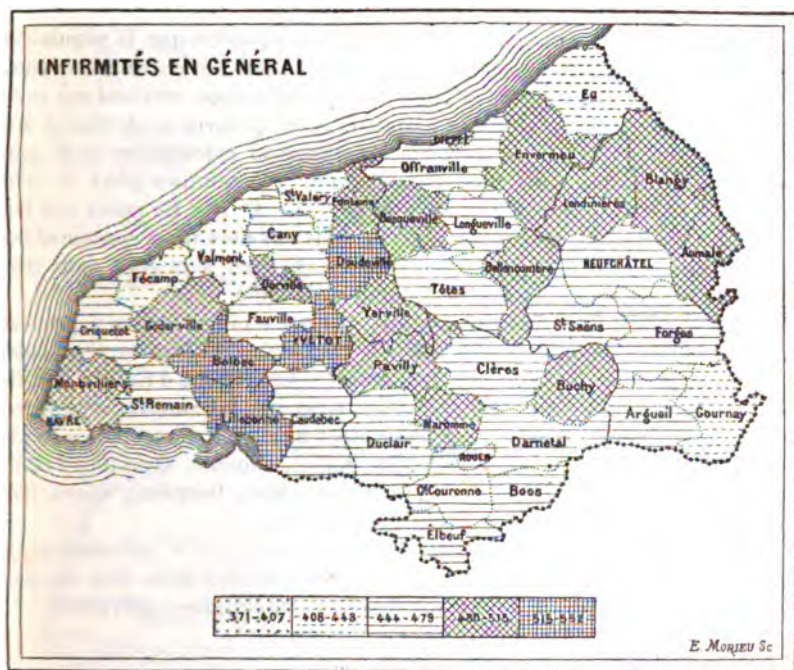 INFIRMITÉS EN GÉNÉRAL
Eu
DIEPPE
Offranville
Envermeu
Blangy
St Valery
Fontaine
Bacqueville
Longueville
Londinières
Cany
Valmont
Doudeville
Bellencombre
NEUFCHÂTEL
Aumale
Fécamp
Ourville
Tôtes
Criquetot
Goderville
Fauville
YVETOT
Yerville
St Saëns
Forges
Bolbec
Pavilly
Clères
Buchy
Montivilliers
St Romain
Lillebonne
Caudebec
Maromme
Argueil
Gournay
HAVRE
Duclair
Darnetal
ROUEN
Gd Couronne
Boos
Elbeuf
371-407 408-443 444-479 480-515
E. MORIEU Sc